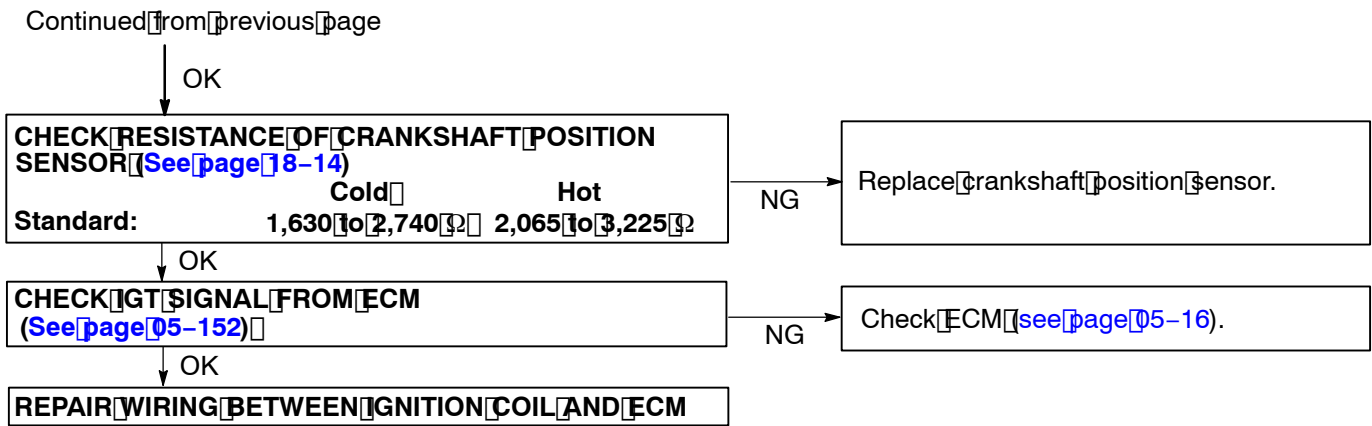 Continued from previous page
OK
CHECK RESISTANCE OF CRANKSHAFT POSITION
SENSOR (See page 18−14)
Cold Hot
Standard: 1,630 to 2,740 Ω 2,065 to 3,225 Ω
NG
Replace crankshaft position sensor.
OK
CHECK IGT SIGNAL FROM ECM
(See page 05−152)
NG
Check ECM (see page 05−16).
OK
REPAIR WIRING BETWEEN IGNITION COIL AND ECM